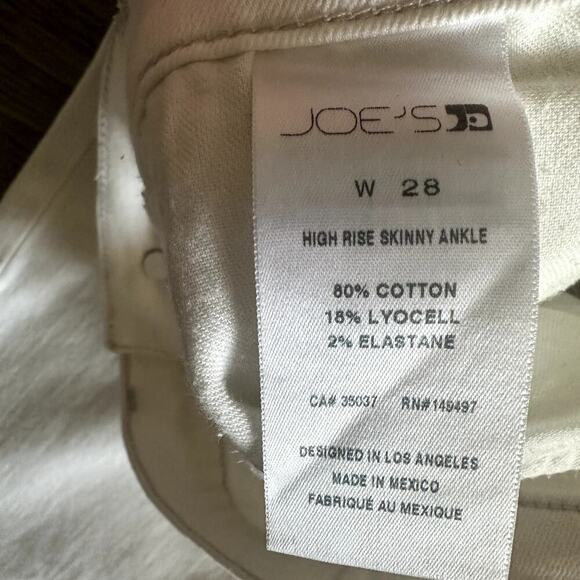 JOE'S
W 28
HIGH RISE SKINNY ANKLE
80% COTTON
18% LYOCELL
2% ELASTANE
CA# 35037 RN#149497
DESIGNED IN LOS ANGELES
MADE IN MEXICO
FABRIQUÉ AU MEXIQUE